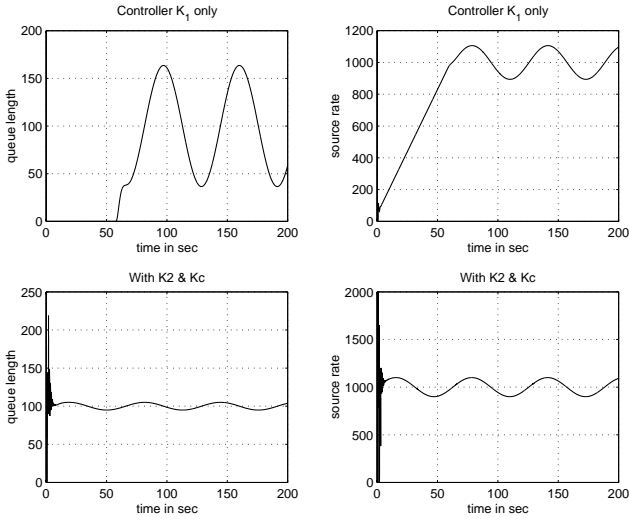 Controller K1 only
200
150
100
50
0
0 50 100 150 200
queue length
time in sec
Controller K1 only
1200
1000
800
600
400
200
0
0 50 100 150 200
source rate
time in sec
With K2 & Kc
250
200
150
100
50
0
0 50 100 150 200
queue length
time in sec
With K2 & Kc
2000
1500
1000
500
0
0 50 100 150 200
source rate
time in sec